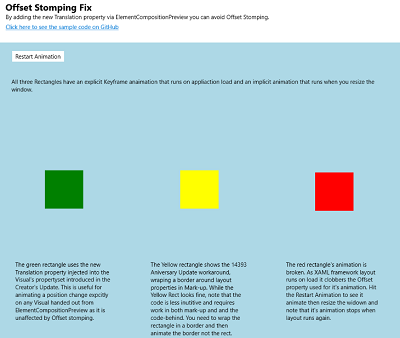 Offset Stomping Fix
By adding the new Translation property via ElementCompositionPreview you can avoid Offset Stomping.
Click here to see the sample code on GitHub
Restart Animation
All three Rectangles have an explicit Keyframe anaimation that runs on appliaction load and an implicit animation that runs when you resize the
window.
The green rectangle uses the new
Translation property injected into the
Visual's propertyset introduced in the
Creator's Update. This is useful for
animating a position change expicitly
on any Visual handed out from
ElementCompositionPreview as it is
unaffected by Offset stomping.
The Yellow rectangle shows the 14393
Aniversary Update workaround,
wraping a border around layout
properties in Mark-up. While the
Yellow Rect looks fine, note that the
code is less inutitive and requires
work in both mark-up and and the
code-behind. You need to wrap the
rectangle in a border and then
animate the border not the rect.
The red rectangle's animation is
broken. As XAML framework layout
runs on load it clobbers the Offset
property used for it's animation. Hit
the Restart Animation to see it
animate then resize the widown and
note that it's animation stops when
layout runs again.